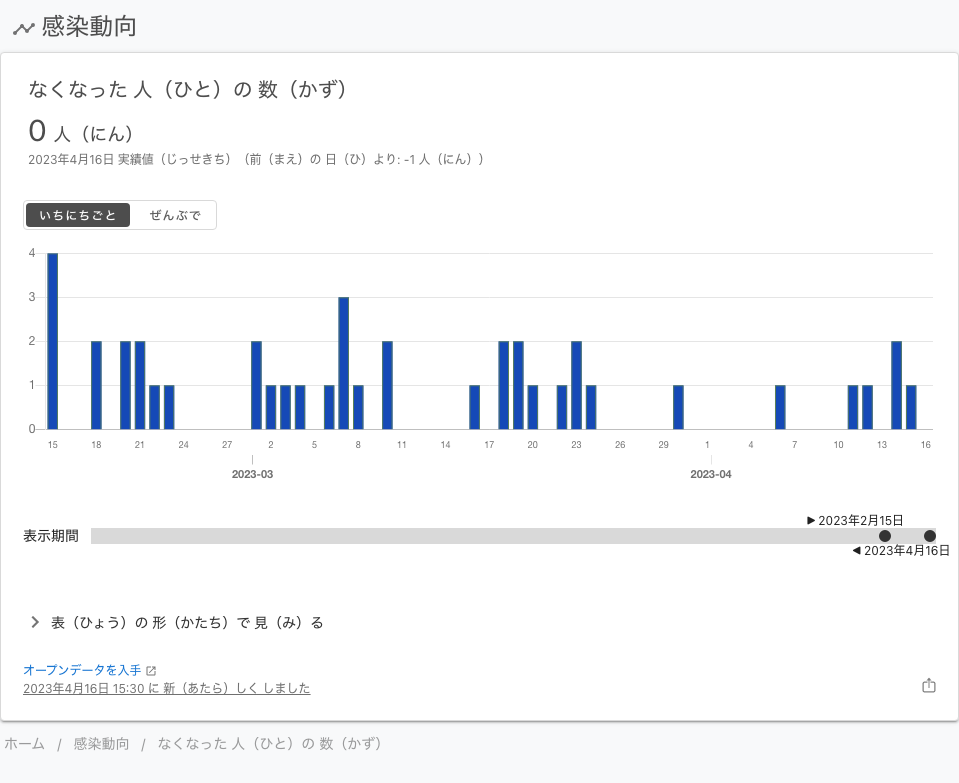 感染動向
なくなった 人（ひと）の 数（かず）
0 人（にん）
2023年4月16日 実績値（じっせきち）（前（まえ）の 日（ひ）より: -1 人（にん））
いちにちごと ぜんぶで
4
3
2
1
0
15 18 21 24 27 2 5 8 11 14 17 20 23 26 29 1 4 7 10 13 16
2023-03 2023-04
2023年2月15日
表示期間
2023年4月16日
表（ひょう）の 形（かたち）で 見（み）る
オープンデータを入手
2023年4月16日 15:30 に 新（あたら）しく しました
ホーム / 感染動向 / なくなった 人（ひと）の 数（かず）